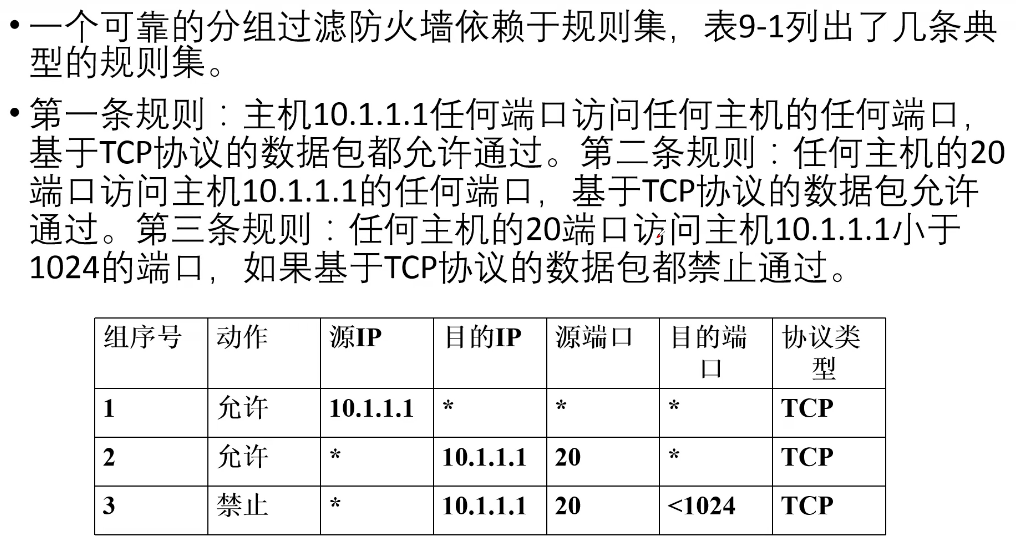 •一个可靠的分组过滤防火墙依赖于规则集，表9-1列出了几条典
型的规则集。
•第一条规则：主机10.1.1.1任何端口访问任何主机的任何端口，
基于TCP协议的数据包都允许通过。第二条规则：任何主机的20
端口访问主机10.1.1.1的任何端口，基于TCP协议的数据包允许
通过。第三条规则：任何主机的20端口访问主机10.1.1.1小于
1024的端口，如果基于TCP协议的数据包都禁止通过。
组序号 动作 源IP 目的IP 源端口 目的端 协议类
口 型
1 允许 10.1.1.1 * * * TCP
2 允许 * 10.1.1.1 20 * TCP
3 禁止 * 10.1.1.1 20 <1024 TCP